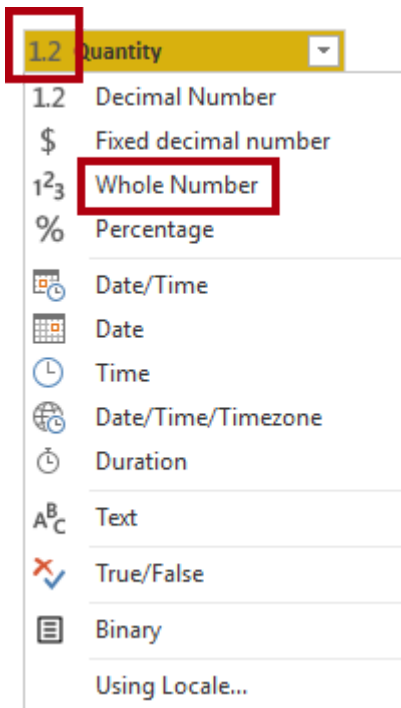 1.2 Quantity
1.2 Decimal Number
$ Fixed decimal number
1²3 Whole Number
% Percentage
Date/Time
Date
Time
Date/Time/Timezone
Duration
ABC Text
True/False
Binary
Using Locale...